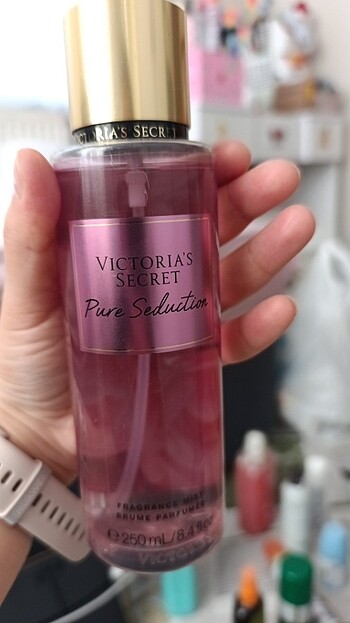 VICTORIA'S SECRET
VICTORIA'S
SECRET
Pure Seduction
FRAGRANCE MIST
BRUME PARFUMÉE
℮ 250 mL/8.4 fl oz